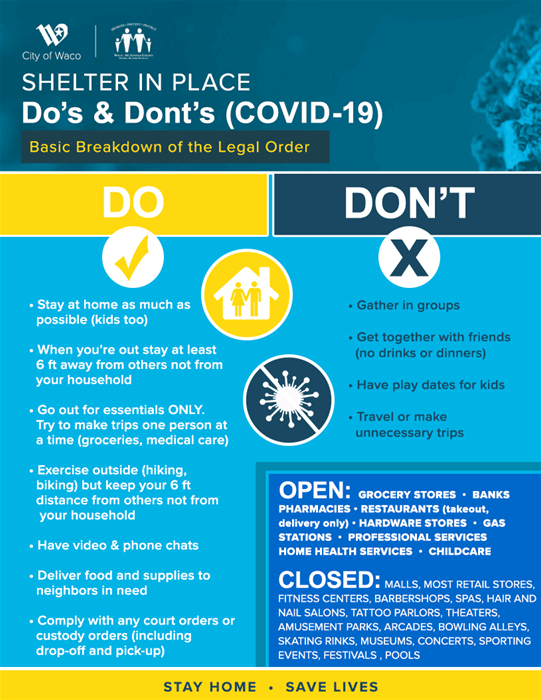 City of Waco
SHELTER IN PLACE
Do's & Dont's (COVID-19)
Basic Breakdown of the Legal Order
DO
• Stay at home as much as
possible (kids too)
• When you're out stay at least
6 ft away from others not from
your household
• Go out for essentials ONLY.
Try to make trips one person at
a time (groceries, medical care)
• Exercise outside (hiking,
biking) but keep your 6 ft
distance from others not from
your household
• Have video & phone chats
• Deliver food and supplies to
neighbors in need
• Comply with any court orders or
custody orders (including
drop-off and pick-up)
DON'T
X
• Gather in groups
• Get together with friends
(no drinks or dinners)
• Have play dates for kids
• Travel or make
unnecessary trips
OPEN: GROCERY STORES • BANKS
PHARMACIES • RESTAURANTS (takeout,
delivery only) • HARDWARE STORES • GAS
STATIONS • PROFESSIONAL SERVICES
HOME HEALTH SERVICES • CHILDCARE
CLOSED: MALLS, MOST RETAIL STORES,
FITNESS CENTERS, BARBERSHOPS, SPAS, HAIR AND
NAIL SALONS, TATTOO PARLORS, THEATERS,
AMUSEMENT PARKS, ARCADES, BOWLING ALLEYS,
SKATING RINKS, MUSEUMS, CONCERTS, SPORTING
EVENTS, FESTIVALS , POOLS
STAY HOME • SAVE LIVES